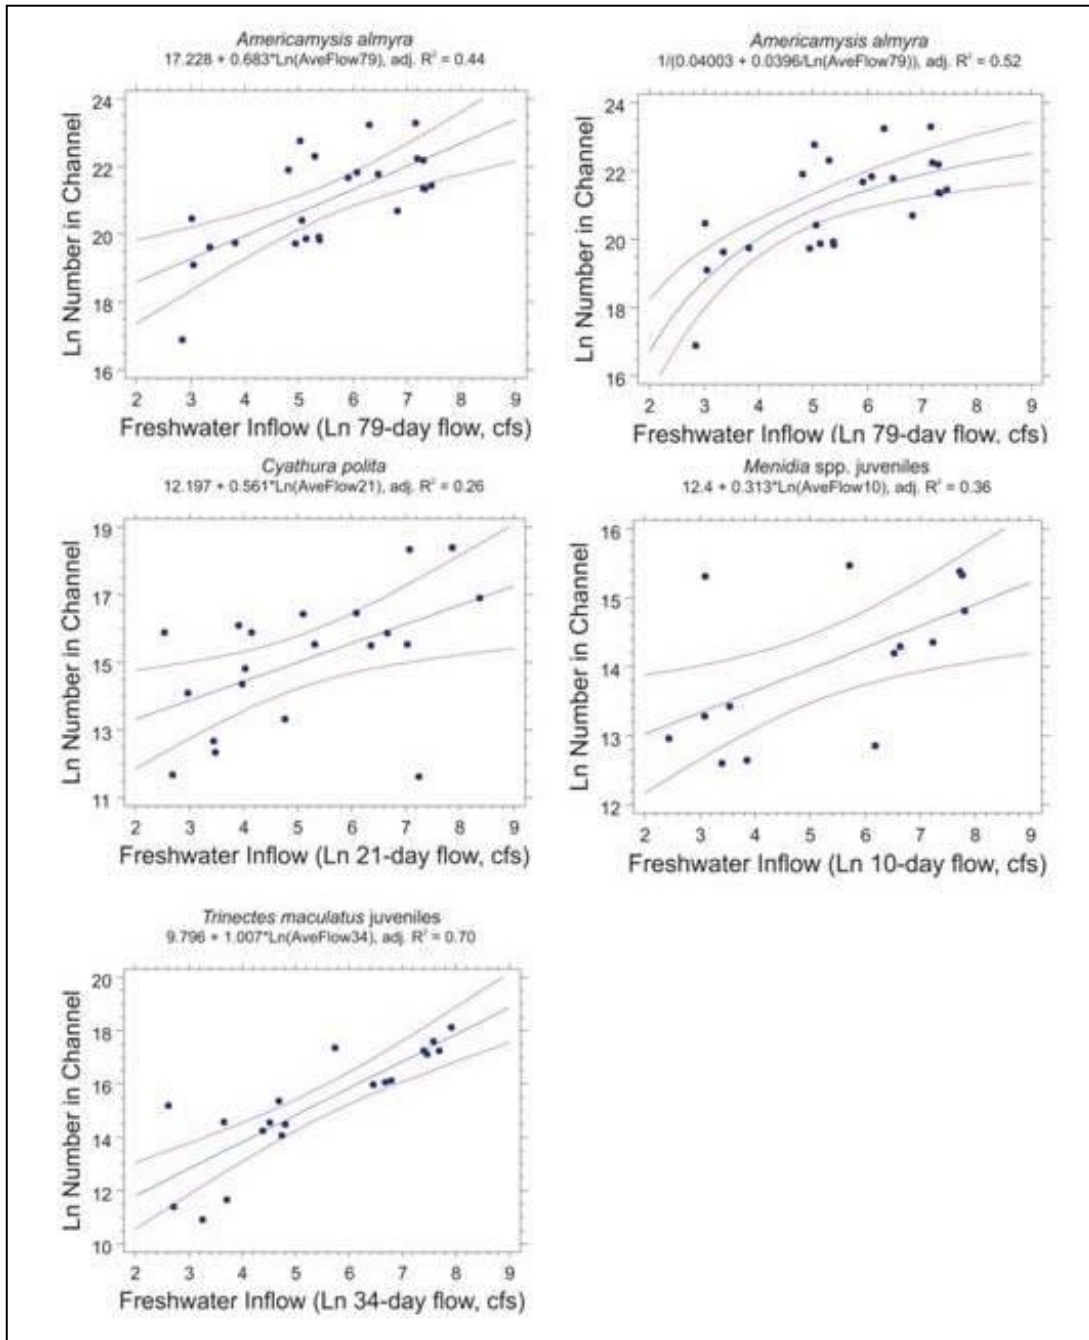 Americamysis almyra
17.228 + 0.683*Ln(AveFlow79), adj. R² = 0.44
Ln Number in Channel
24
22
20
18
16
2 3 4 5 6 7 8 9
Freshwater Inflow (Ln 79-day flow, cfs)
Americamysis almyra
1/(0.04003 + 0.0396/Ln(AveFlow79)), adj. R² = 0.52
Ln Number in Channel
24
22
20
18
16
2 3 4 5 6 7 8 9
Freshwater Inflow (Ln 79-day flow, cfs)
Cyathura polita
12.197 + 0.561*Ln(AveFlow21), adj. R² = 0.26
Ln Number in Channel
19
17
15
13
11
2 3 4 5 6 7 8 9
Freshwater Inflow (Ln 21-day flow, cfs)
Menidia spp. juveniles
12.4 + 0.313*Ln(AveFlow10), adj. R² = 0.36
Ln Number in Channel
16
15
14
13
12
2 3 4 5 6 7 8 9
Freshwater Inflow (Ln 10-day flow, cfs)
Trinectes maculatus juveniles
9.796 + 1.007*Ln(AveFlow34), adj. R² = 0.70
Ln Number in Channel
20
18
16
14
12
10
2 3 4 5 6 7 8 9
Freshwater Inflow (Ln 34-day flow, cfs)